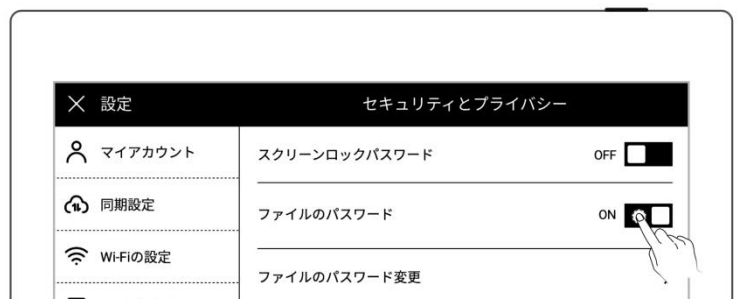 設定
セキュリティとプライバシー
マイアカウント
スクリーンロックパスワード
OFF
同期設定
ファイルのパスワード
ON
Wi-Fiの設定
ファイルのパスワード変更